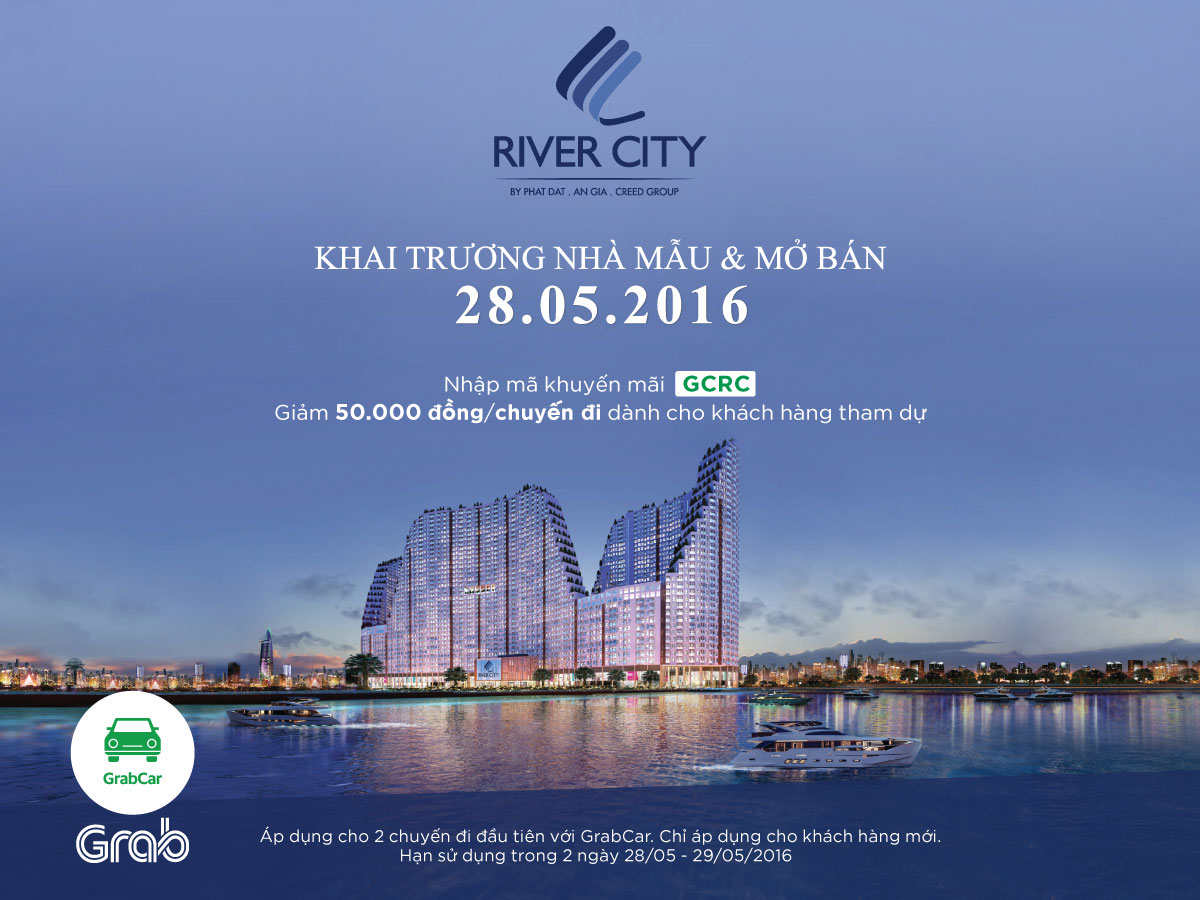 RIVER CITY
BY PHAT DAT . AN GIA . CREED GROUP
KHAI TRƯƠNG NHÀ MẪU & MỞ BÁN
28.05.2016
Nhập mã khuyến mãi GCRC
Giảm 50.000 đồng/chuyến đi dành cho khách hàng tham dự
RIVER CITY
GrabCar
Grab
Áp dụng cho 2 chuyến đi đầu tiên với GrabCar. Chỉ áp dụng cho khách hàng mới.
Hạn sử dụng trong 2 ngày 28/05 - 29/05/2016